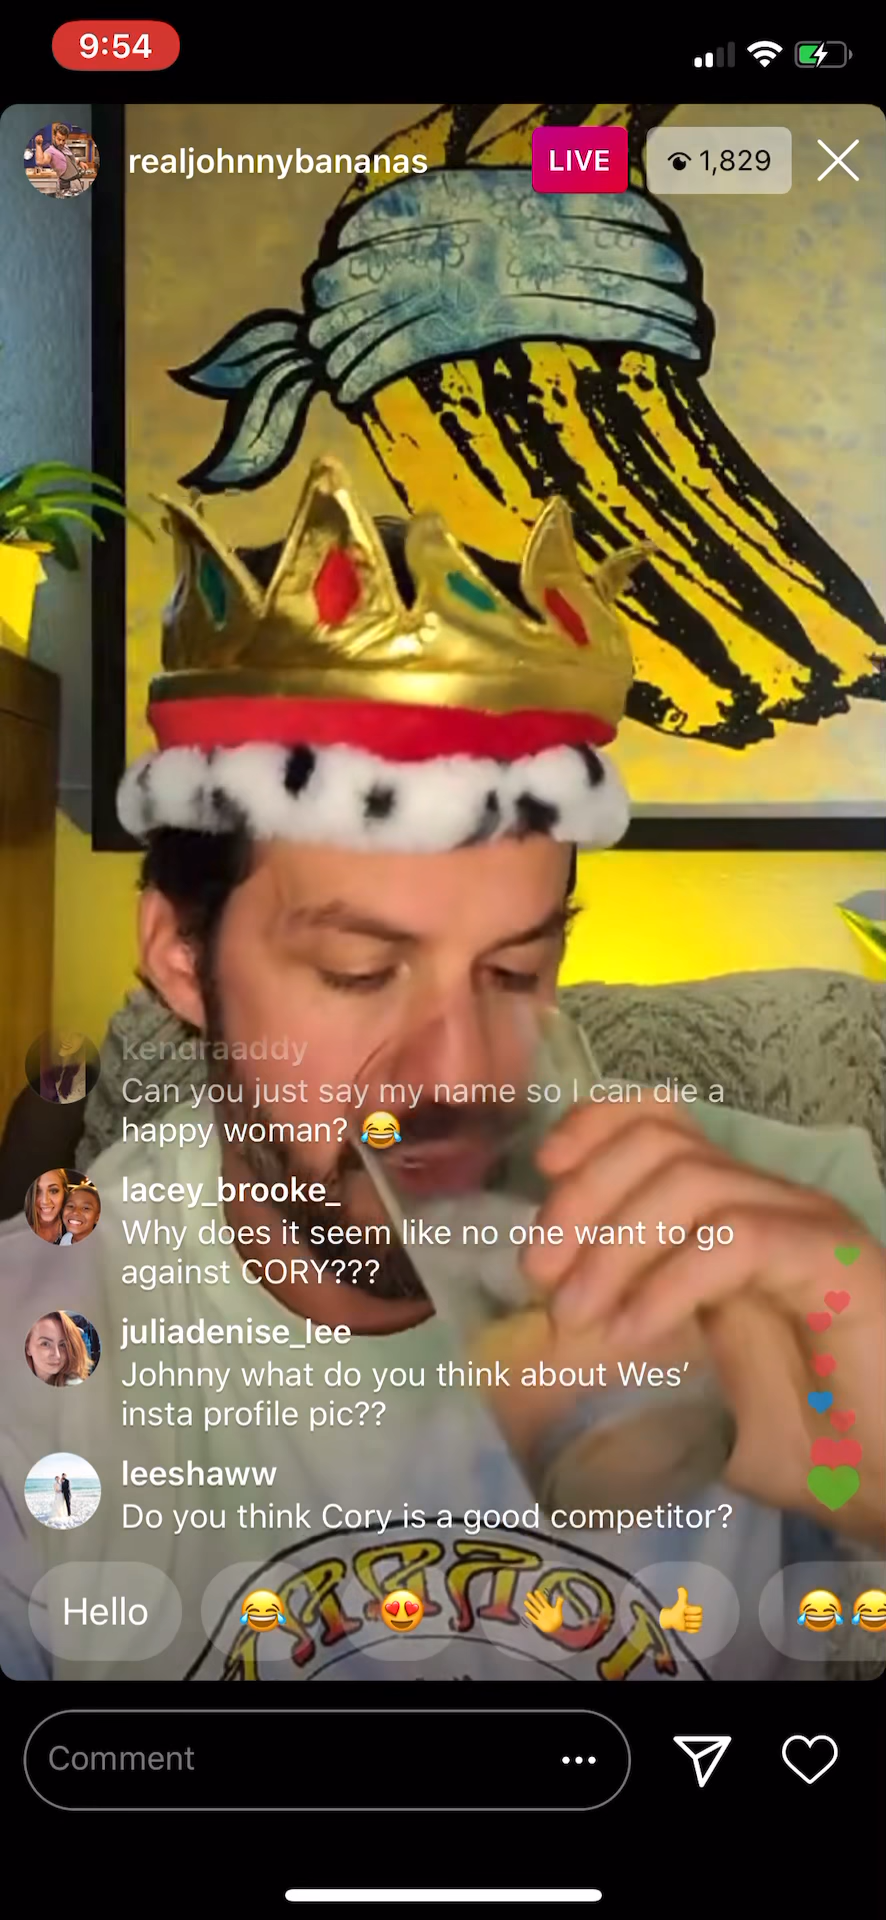 9:54
realjohnnybananas
LIVE
1,829
kendraaddy
Can you just say my name so I can die a
happy woman? 😂
lacey_brooke_
Why does it seem like no one want to go
against CORY???
juliadenise_lee
Johnny what do you think about Wes’
insta profile pic??
leeshaww
Do you think Cory is a good competitor?
Hello
😂
😍
👋
👍
😂😂
Comment